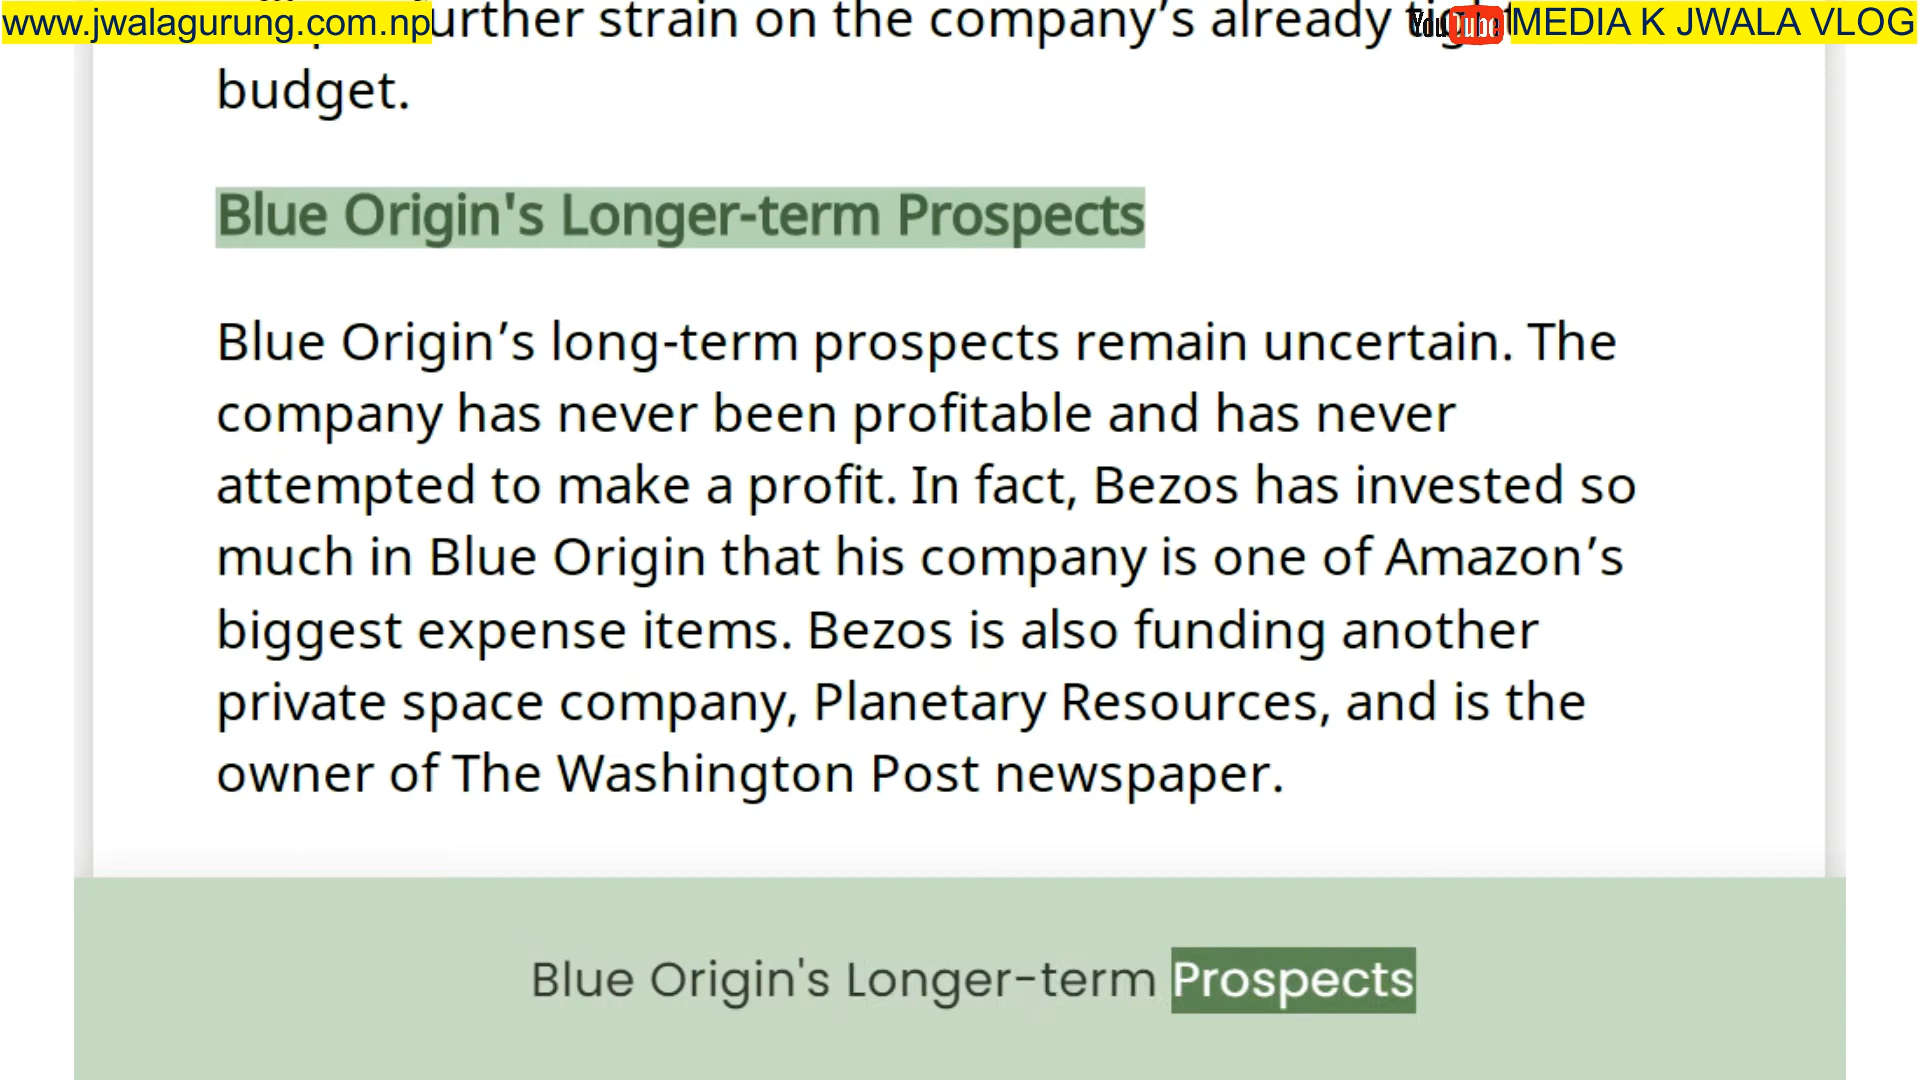 www.jwalagurung.com.np
YouTube MEDIA K JWALA VLOG
further strain on the company’s already tight
budget.
Blue Origin's Longer-term Prospects
Blue Origin’s long-term prospects remain uncertain. The
company has never been profitable and has never
attempted to make a profit. In fact, Bezos has invested so
much in Blue Origin that his company is one of Amazon’s
biggest expense items. Bezos is also funding another
private space company, Planetary Resources, and is the
owner of The Washington Post newspaper.
Blue Origin's Longer-term Prospects